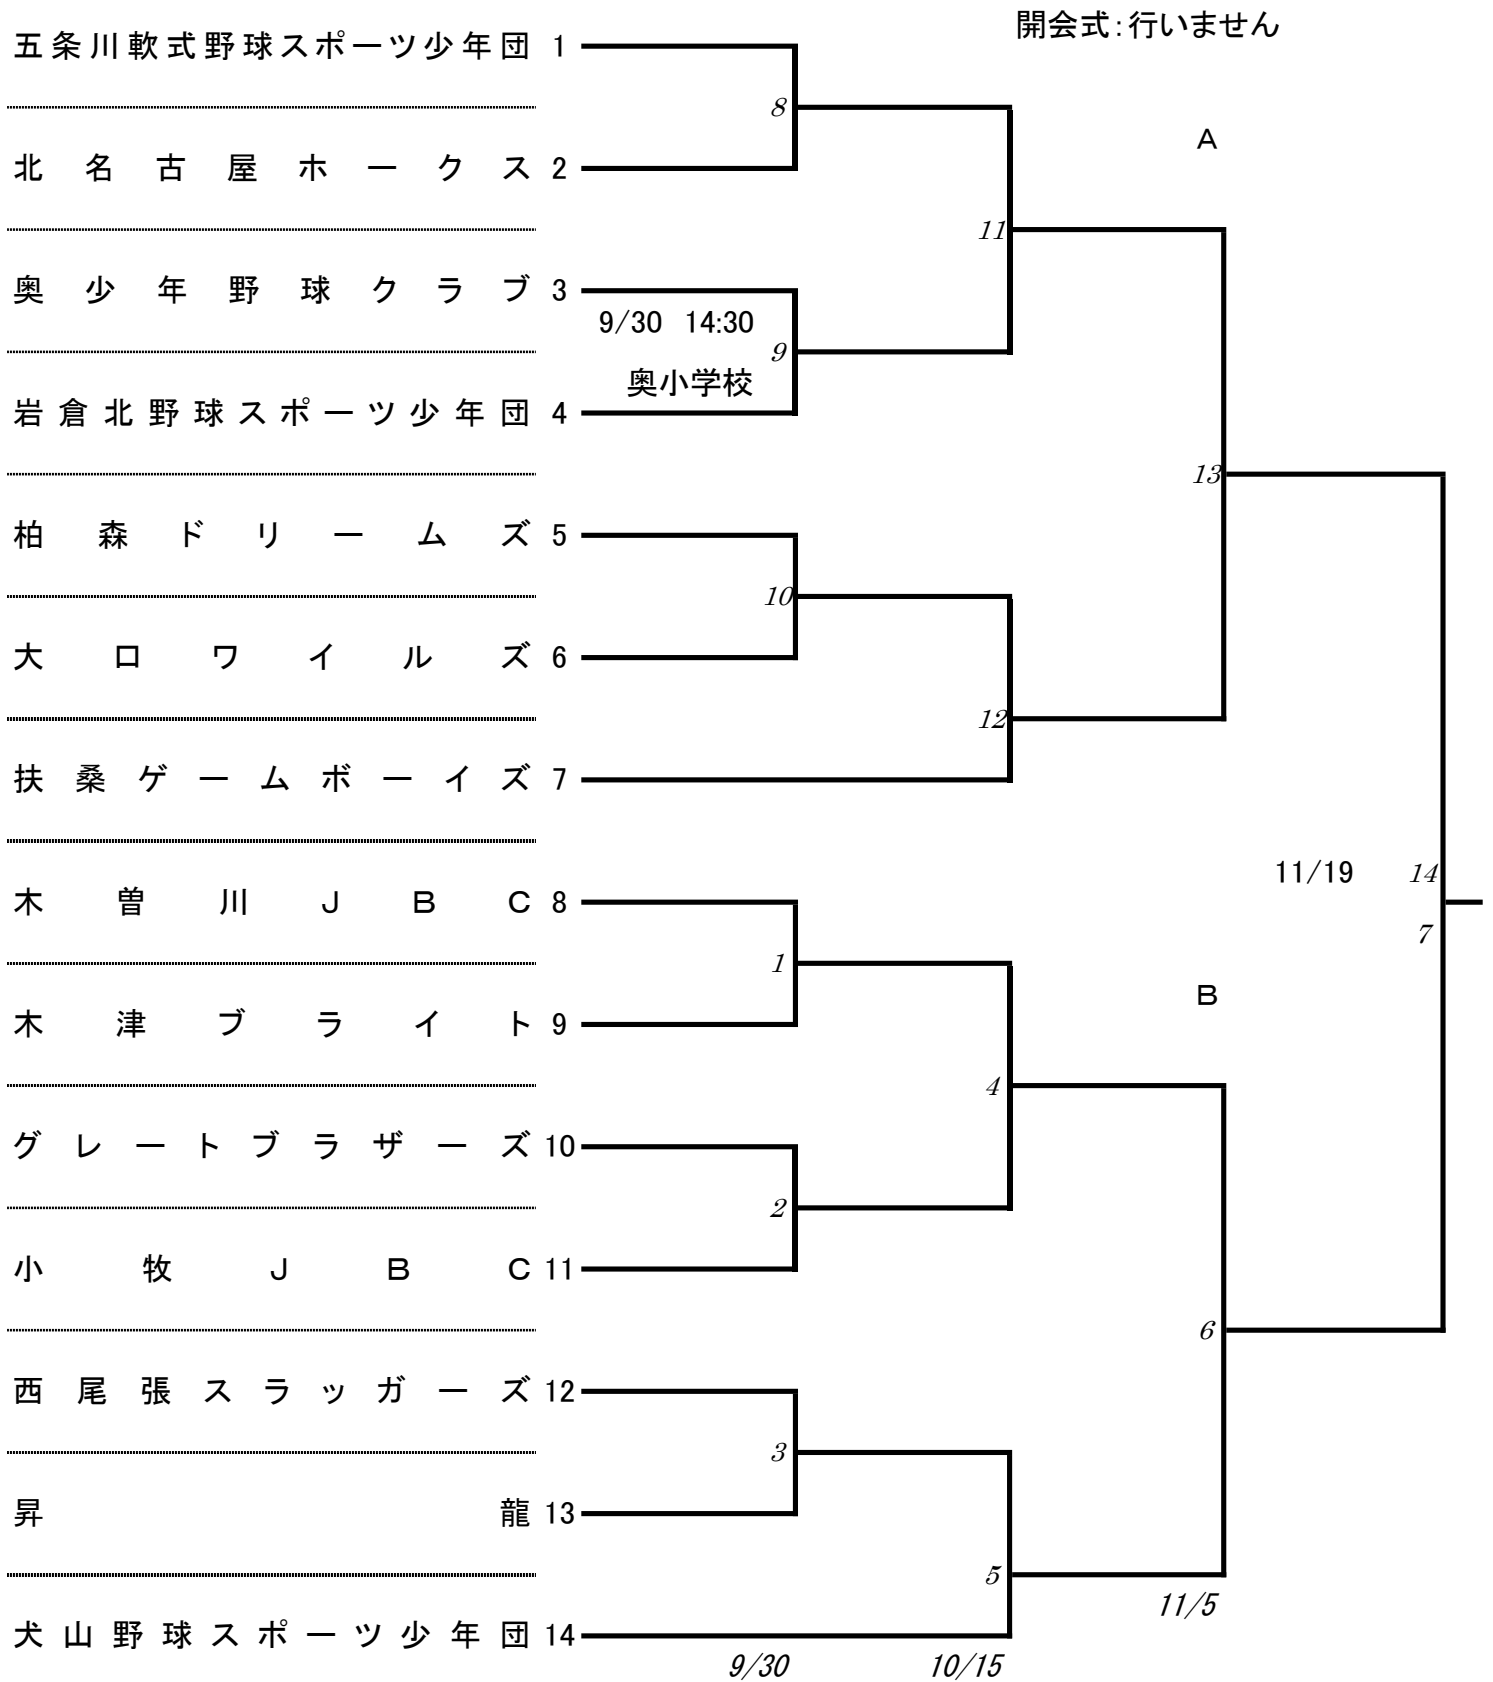 開会式：行いません
五条川軟式野球スポーツ少年団 1
8
A
北名古屋ホークス 2
11
奥少年野球クラブ 3
9/30 14:30
9
奥小学校
岩倉北野球スポーツ少年団 4
13
柏森ドリームズ 5
10
大口ワイルズ 6
12
扶桑ゲームボーイズ 7
11/19 14
木曽川ＪＢＣ 8
7
1
B
木津ブライト 9
4
グレートブラザーズ 10
2
小牧ＪＢＣ 11
6
西尾張スラッガーズ 12
3
昇龍 13
5
11/5
犬山野球スポーツ少年団 14
9/30 10/15